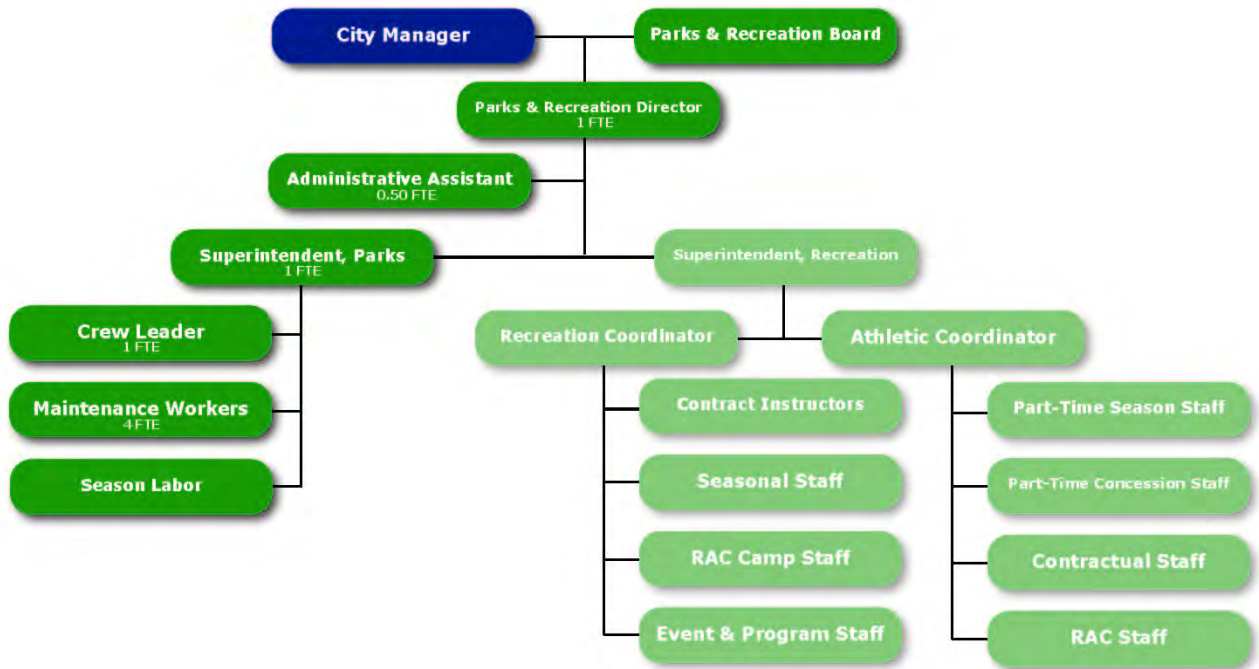 City Manager
Parks & Recreation Board
Parks & Recreation Director
1 FTE
Administrative Assistant
0.50 FTE
Superintendent, Parks
1 FTE
Superintendent, Recreation
Crew Leader
1 FTE
Maintenance Workers
4 FTE
Season Labor
Recreation Coordinator
Athletic Coordinator
Contract Instructors
Seasonal Staff
RAC Camp Staff
Event & Program Staff
Part-Time Season Staff
Part-Time Concession Staff
Contractual Staff
RAC Staff